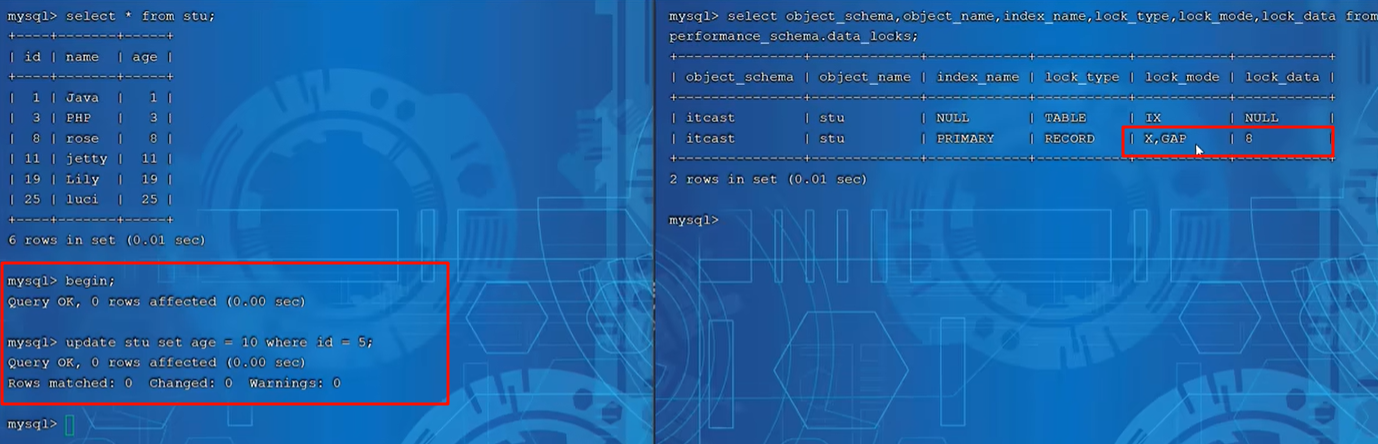 mysql> select * from stu;
+----+-------+-----+
| id | name | age |
+----+-------+-----+
| 1 | Java | 1 |
| 3 | PHP | 3 |
| 8 | rose | 8 |
| 11 | jetty | 11 |
| 19 | Lily | 19 |
| 25 | luci | 25 |
+----+-------+-----+
6 rows in set (0.01 sec)
mysql> begin;
Query OK, 0 rows affected (0.00 sec)
mysql> update stu set age = 10 where id = 5;
Query OK, 0 rows affected (0.00 sec)
Rows matched: 0 Changed: 0 Warnings: 0
mysql>
mysql> select object_schema,object_name,index_name,lock_type,lock_mode,lock_data from
performance_schema.data_locks;
+---------------+-------------+------------+-----------+-----------+-----------+
| object_schema | object_name | index_name | lock_type | lock_mode | lock_data |
+---------------+-------------+------------+-----------+-----------+-----------+
| itcast | stu | NULL | TABLE | IX | NULL |
| itcast | stu | PRIMARY | RECORD | X,GAP | 8 |
+---------------+-------------+------------+-----------+-----------+-----------+
2 rows in set (0.01 sec)
mysql>